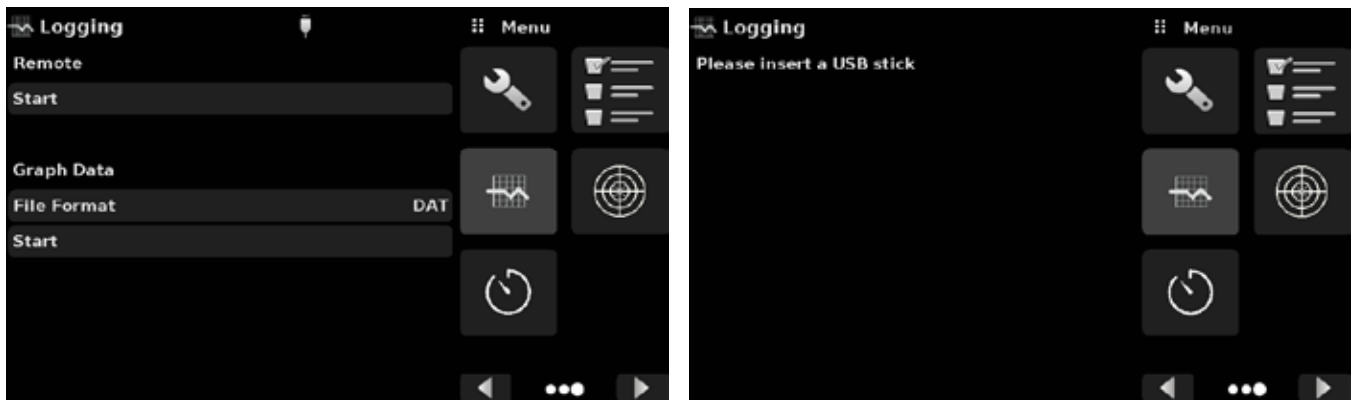 Logging
Menu
Remote
Start
Graph Data
File Format DAT
Start
Logging
Menu
Please insert a USB stick